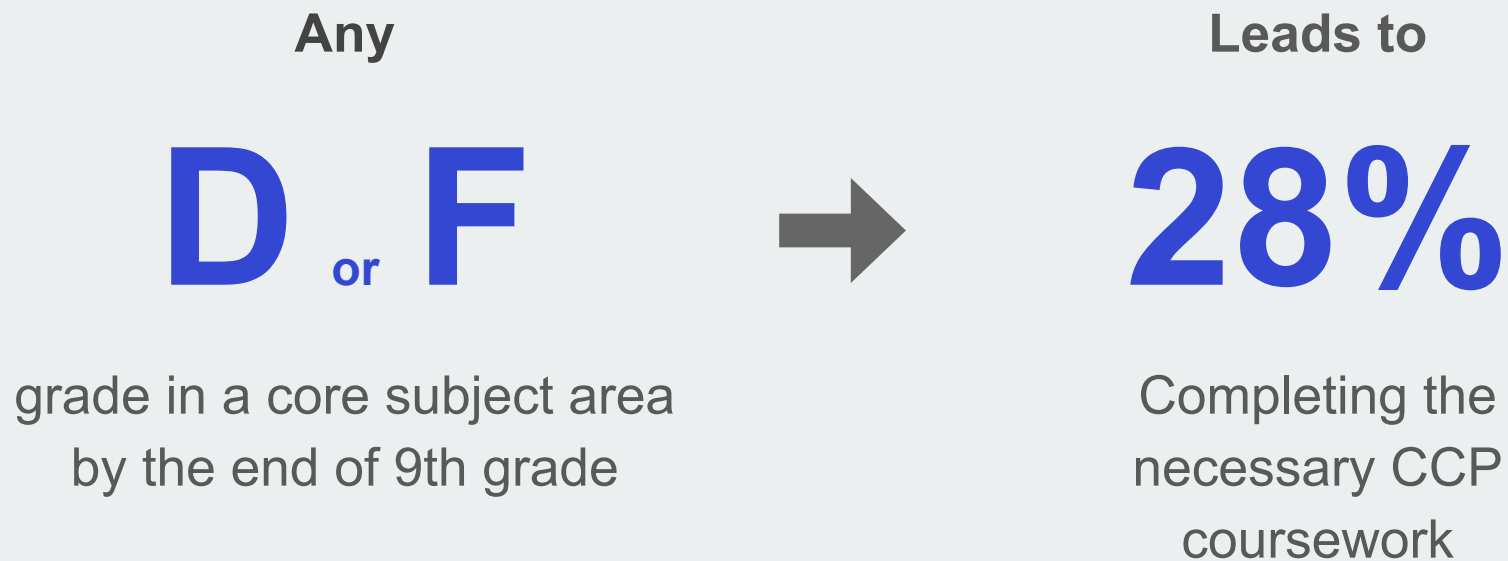 Any
D or F
grade in a core subject area
by the end of 9th grade
Leads to
28%
Completing the
necessary CCP
coursework